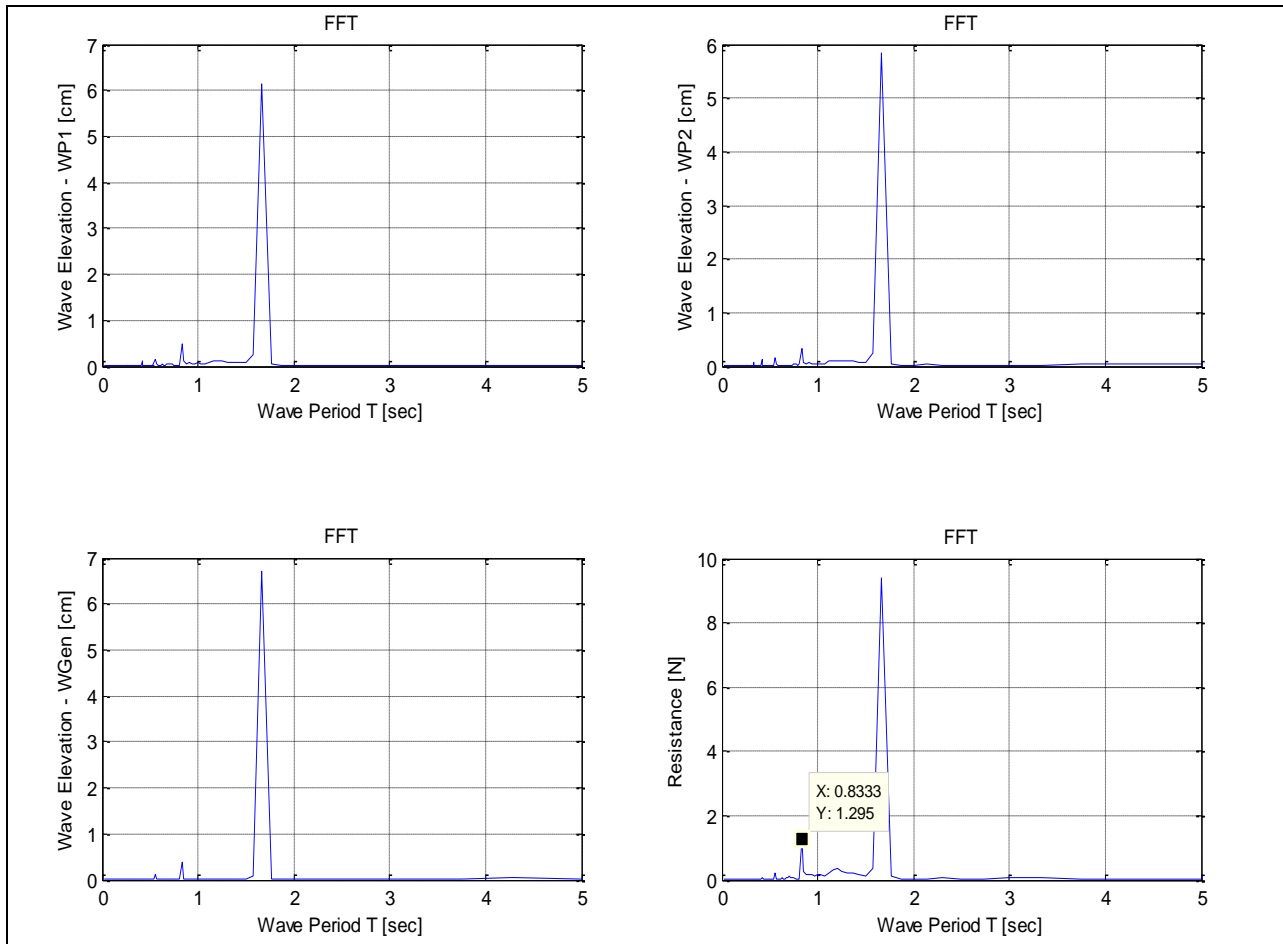 FFT
Wave Elevation - WP1 [cm]
7
6
5
4
3
2
1
0
0 1 2 3 4 5
Wave Period T [sec]
FFT
Wave Elevation - WP2 [cm]
6
5
4
3
2
1
0
0 1 2 3 4 5
Wave Period T [sec]
FFT
Wave Elevation - WGen [cm]
7
6
5
4
3
2
1
0
0 1 2 3 4 5
Wave Period T [sec]
FFT
Resistance [N]
10
8
6
4
2
0
X: 0.8333
Y: 1.295
0 1 2 3 4 5
Wave Period T [sec]